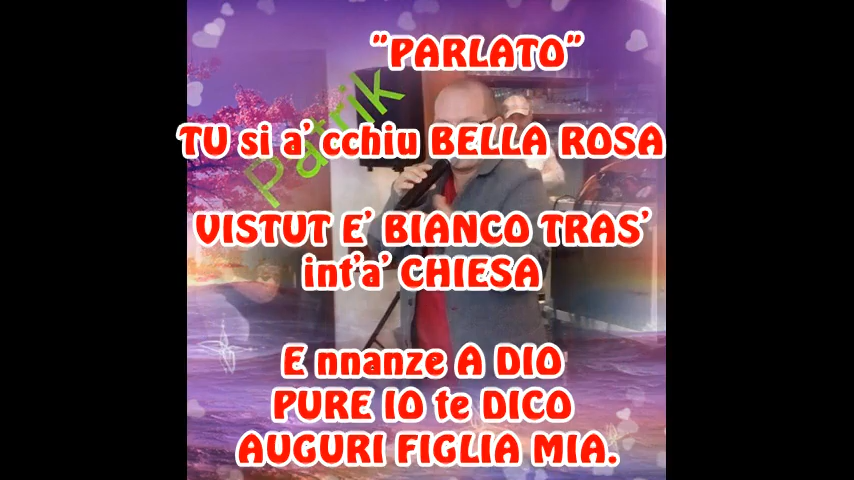 "PARLATO"
Patrik
TU si a' cchiu BELLA ROSA
VISTUT E' BIANCO TRAS'
int'a' CHIESA
E nnanze A DIO
PURE IO te DICO
AUGURI FIGLIA MIA.